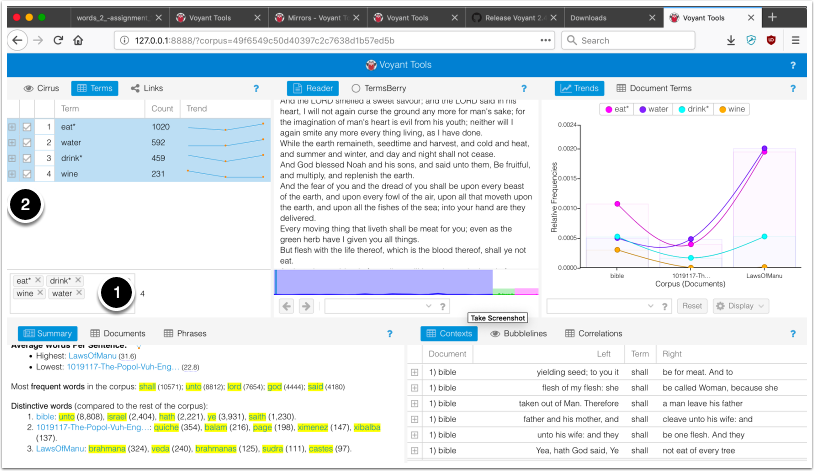 words_2_-assignment_
Voyant Tools
Mirrors - Voyant T
Voyant Tools
Release Voyant 2.
Downloads
Voyant Tools
127.0.0.1:8888/?corpus=49f6549c50d40397c2c7638d1b57ed5b
Search
Voyant Tools ?
Cirrus Terms Links ?
Term Count Trend
1 eat* 1020
2 water 592
3 drink* 459
4 wine 231
2
eat* × drink* ×
wine × water ×
1
4
Reader TermsBerry ?
And the LORD smelled a sweet savour; and the LORD said in his
heart, I will not again curse the ground any more for man's sake; for
the imagination of man's heart is evil from his youth; neither will I
again smite any more every thing living, as I have done.
While the earth remaineth, seedtime and harvest, and cold and heat,
and summer and winter, and day and night shall not cease.
And God blessed Noah and his sons, and said unto them, Be fruitful,
and multiply, and replenish the earth.
And the fear of you and the dread of you shall be upon every beast
of the earth, and upon every fowl of the air, upon all that moveth upon
the earth, and upon all the fishes of the sea; into your hand are they
delivered.
Every moving thing that liveth shall be meat for you; even as the
green herb have I given you all things.
But flesh with the life thereof, which is the blood thereof, shall ye not
eat.
?
Take Screenshot
Trends Document Terms ?
eat* water drink* wine
Relative Frequencies
0.0024
0.0020
0.0015
0.0010
0.0005
0.0000
bible 1019117-Th... LawsOfManu
Corpus (Documents)
? Reset Display
Summary Documents Phrases ?
Average Words Per Sentence:
• Highest: LawsOfManu (31.6)
• Lowest: 1019117-The-Popol-Vuh-Eng... (22.8)
Most frequent words in the corpus: shall (10571); unto (8812); lord (7654); god (4444); said (4180)
Distinctive words (compared to the rest of the corpus):
1. bible: unto (8,808), israel (2,404), hath (2,221), ye (3,931), saith (1,230).
2. 1019117-The-Popol-Vuh-Eng...: quiche (354), balam (216), page (198), ximenez (147), xibalba
(137).
3. LawsOfManu: brahmana (324), veda (240), brahmanas (125), sudra (111), castes (97).
Contexts Bubblelines Correlations ?
Document Left Term Right
1) bible yielding seed; to you it shall be for meat. And to
1) bible flesh of my flesh: she shall be called Woman, because she
1) bible taken out of Man. Therefore shall a man leave his father
1) bible father and his mother, and shall cleave unto his wife: and
1) bible unto his wife: and they shall be one flesh. And they
1) bible Yea, hath God said, Ye shall not eat of every tree